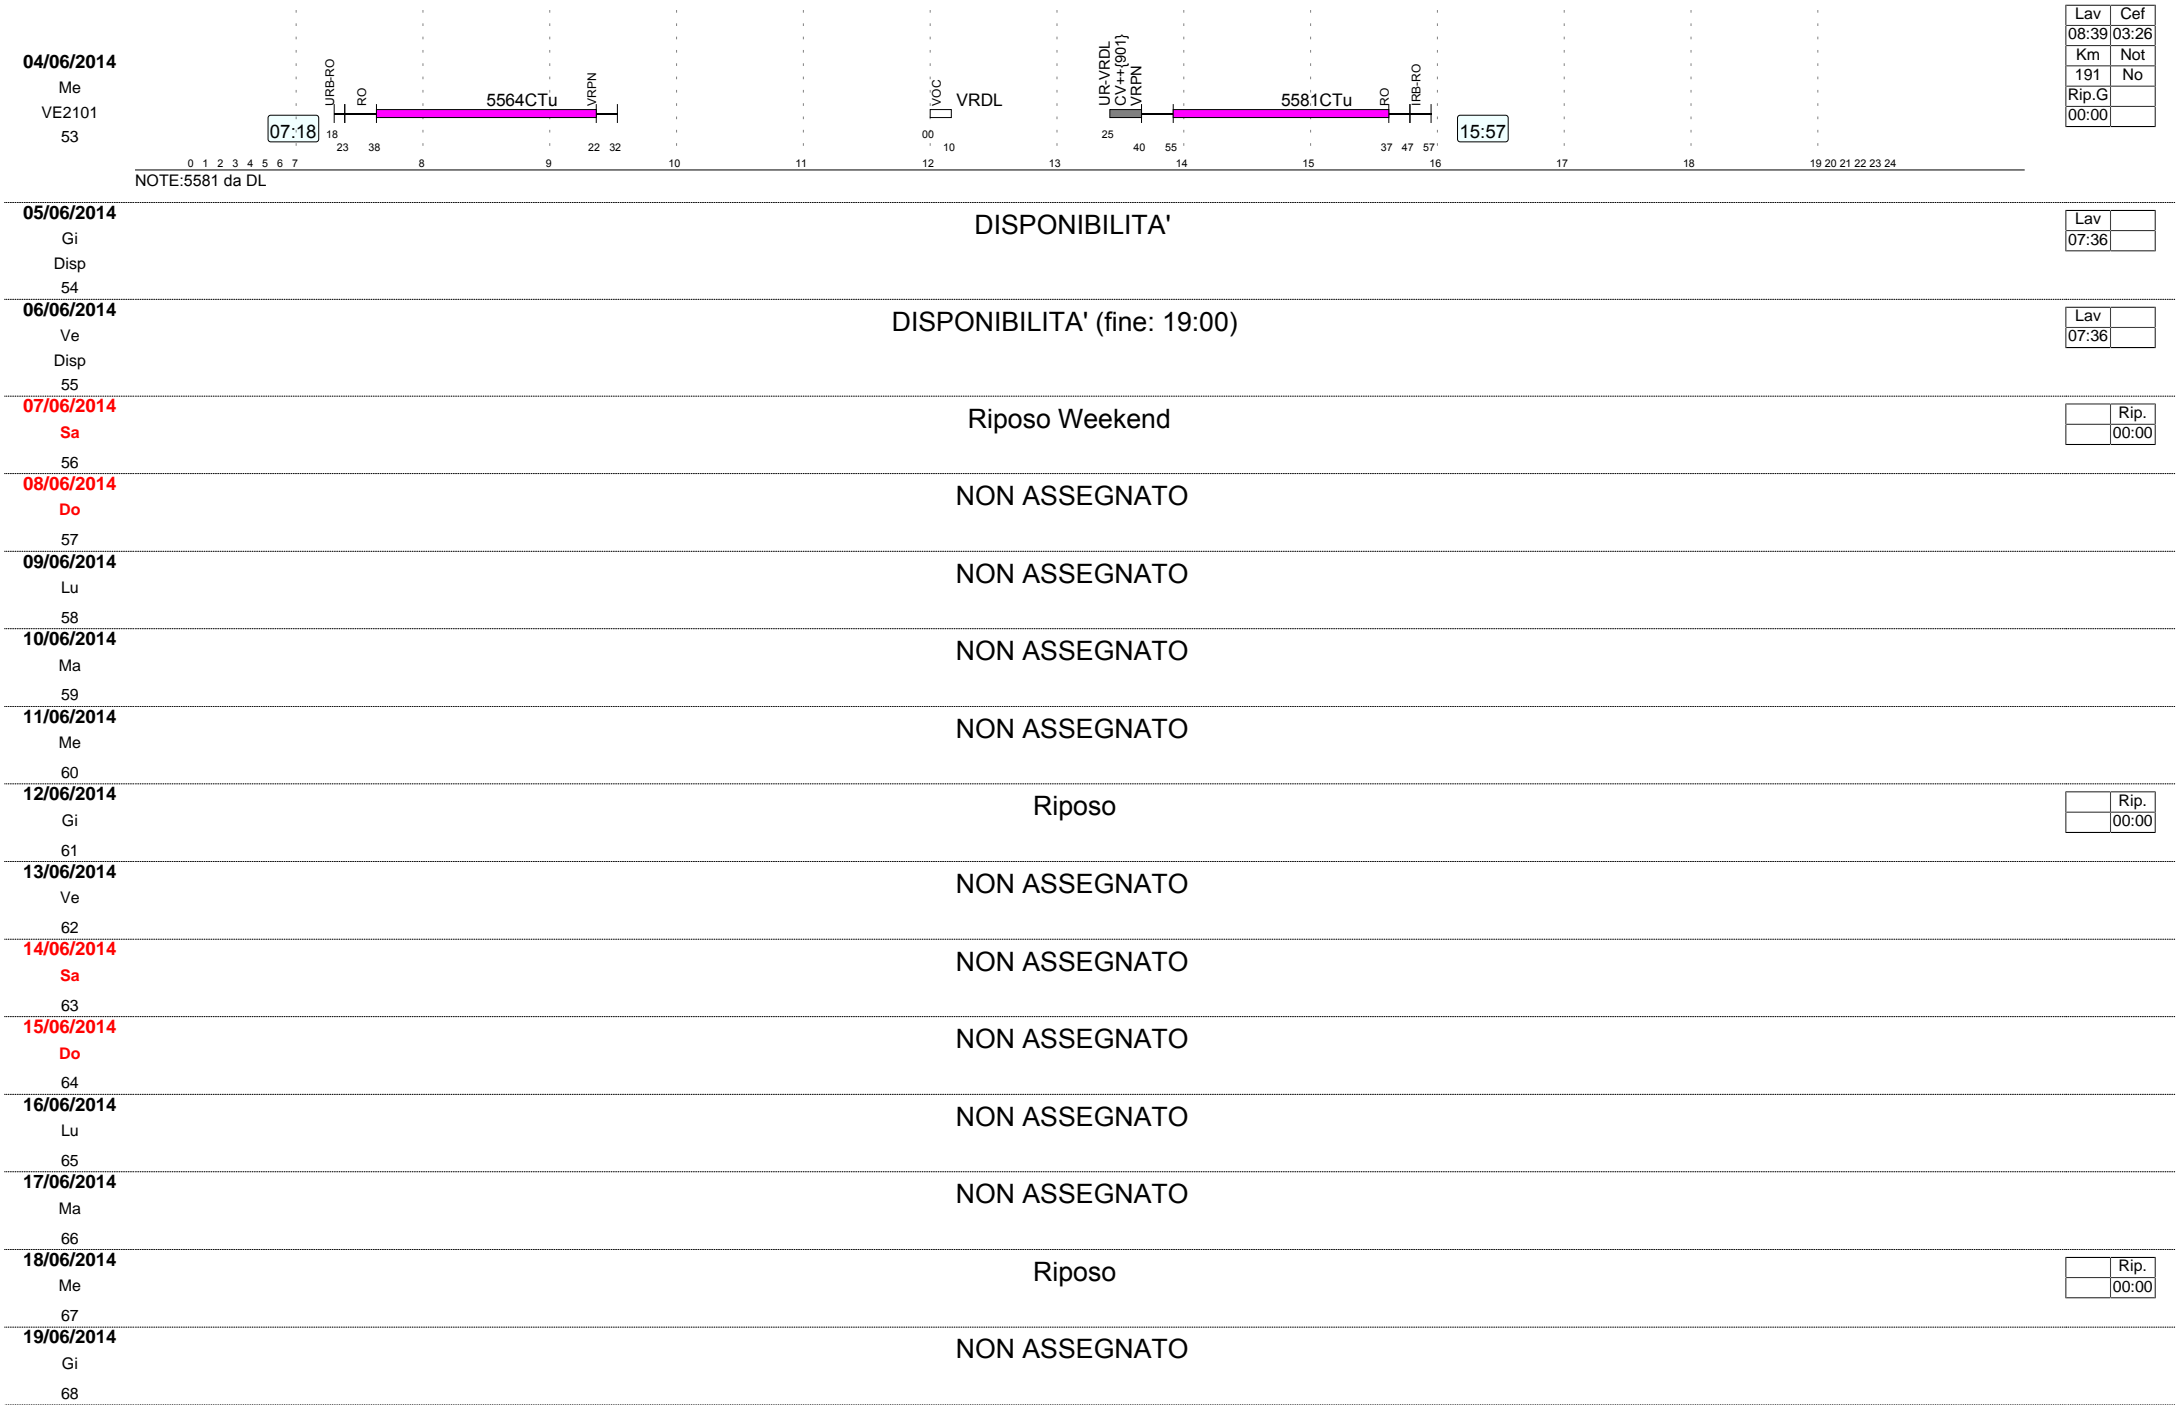 04/06/2014
Me
VE2101
53
07:18
URB-RO
RO
5564CTu
VRPN
VOC
VRDL
UR-VRDL
CV++{901}
VRPN
5581CTu
RO
IRB-RO
15:57
18 23 38 22 32 00 10 25 40 55 37 47 57
0 1 2 3 4 5 6 7 8 9 10 11 12 13 14 15 16 17 18 19 20 21 22 23 24
NOTE:5581 da DL
Lav Cef
08:39 03:26
Km Not
191 No
Rip.G
00:00
05/06/2014
Gi
Disp
54
DISPONIBILITA'
Lav
07:36
06/06/2014
Ve
Disp
55
DISPONIBILITA' (fine: 19:00)
Lav
07:36
07/06/2014
Sa
56
Riposo Weekend
Rip.
00:00
08/06/2014
Do
57
NON ASSEGNATO
09/06/2014
Lu
58
NON ASSEGNATO
10/06/2014
Ma
59
NON ASSEGNATO
11/06/2014
Me
60
NON ASSEGNATO
12/06/2014
Gi
61
Riposo
Rip.
00:00
13/06/2014
Ve
62
NON ASSEGNATO
14/06/2014
Sa
63
NON ASSEGNATO
15/06/2014
Do
64
NON ASSEGNATO
16/06/2014
Lu
65
NON ASSEGNATO
17/06/2014
Ma
66
NON ASSEGNATO
18/06/2014
Me
67
Riposo
Rip.
00:00
19/06/2014
Gi
68
NON ASSEGNATO